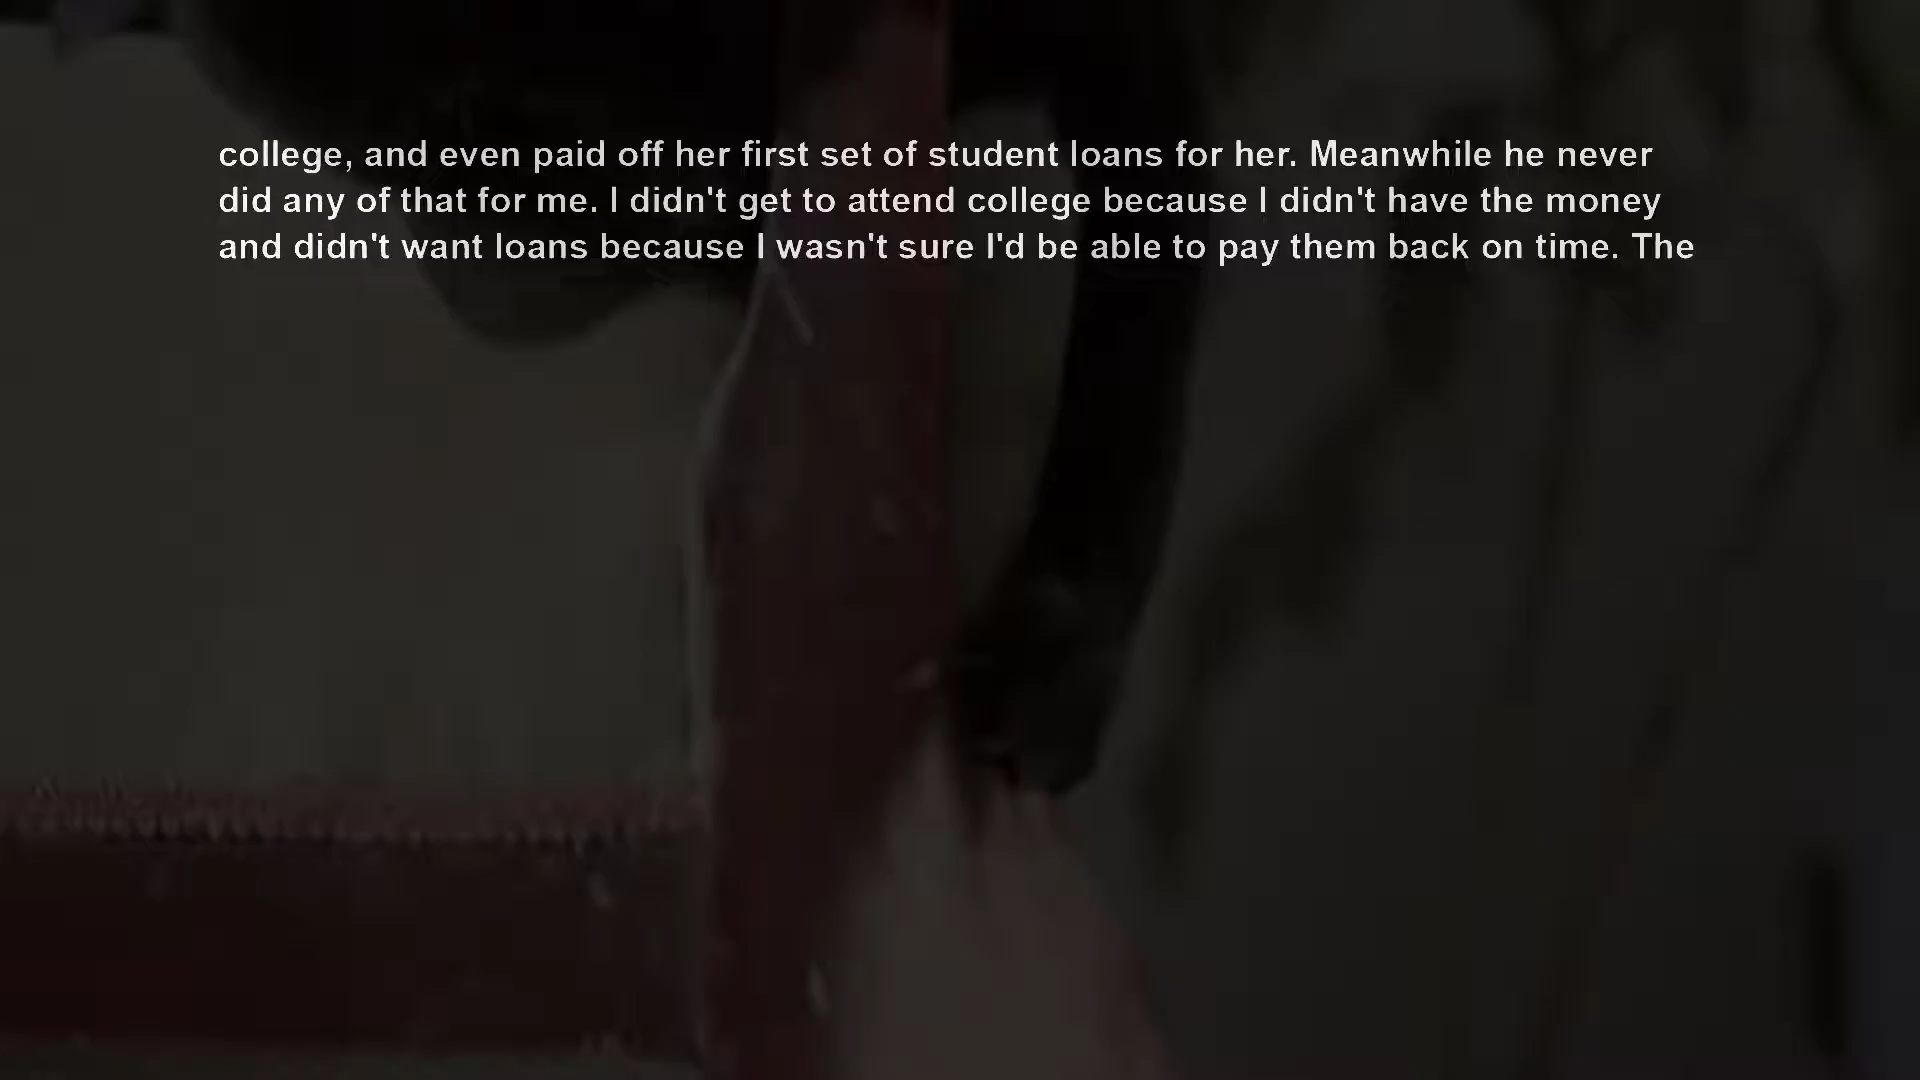 college, and even paid off her first set of student loans for her. Meanwhile he never
did any of that for me. I didn't get to attend college because I didn't have the money
and didn't want loans because I wasn't sure I'd be able to pay them back on time. The